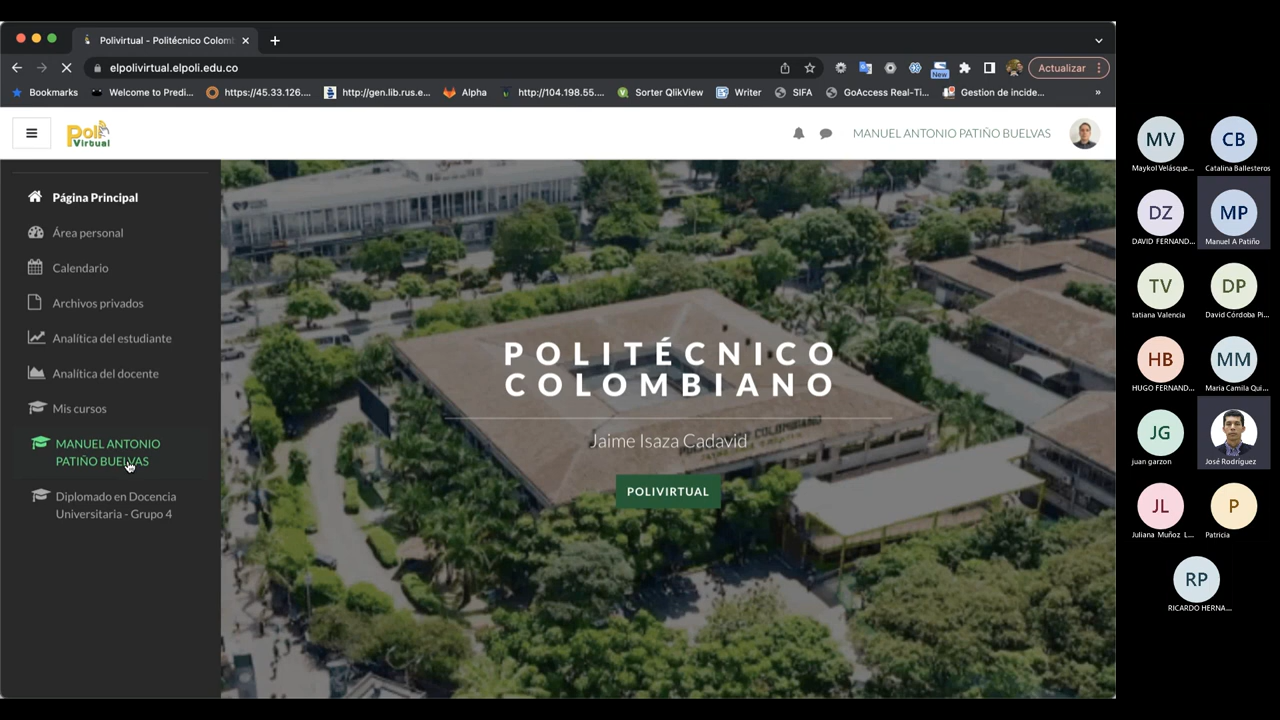 Polivirtual - Politécnico Colom
elpolivirtual.elpoli.edu.co
New
Actualizar
Bookmarks
Welcome to Predi...
https://45.33.126....
http://gen.lib.rus.e...
Alpha
http://104.198.55....
Sorter QlikView
Writer
SIFA
GoAccess Real-Ti...
Gestion de incide...
»
Poli
Virtual
MANUEL ANTONIO PATIÑO BUELVAS
Página Principal
Área personal
Calendario
Archivos privados
Analítica del estudiante
Analítica del docente
Mis cursos
MANUEL ANTONIO
PATIÑO BUELVAS
Diplomado en Docencia
Universitaria - Grupo 4
POLITÉCNICO
COLOMBIANO
Jaime Isaza Cadavid
POLIVIRTUAL
MV
Maykol Velásque...
CB
Catalina Ballesteros
DZ
DAVID FERNAND...
MP
Manuel A Patiño
TV
tatiana Valencia
DP
David Córdoba Pi...
HB
HUGO FERNAND...
MM
Maria Camila Qui...
JG
juan garzon
José Rodríguez
JL
Juliana Muñoz L...
P
Patricia
RP
RICARDO HERNA...